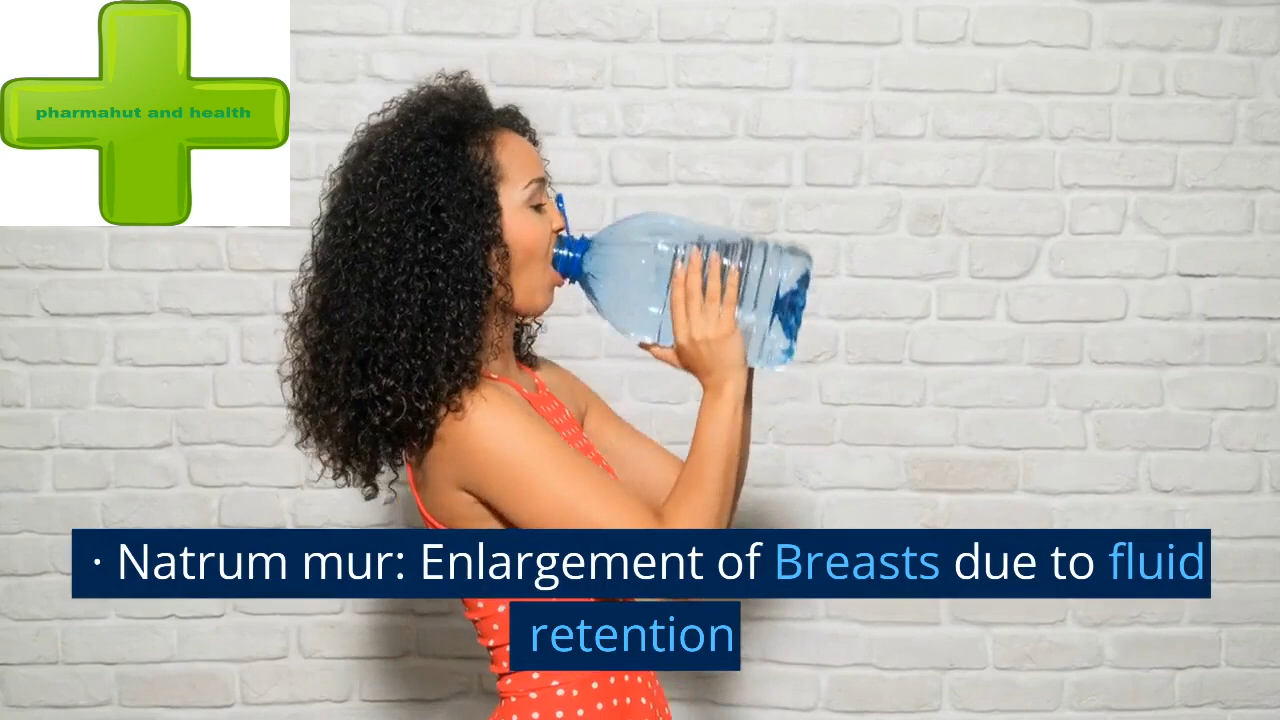 pharmahut and health
· Natrum mur: Enlargement of Breasts due to fluid
retention